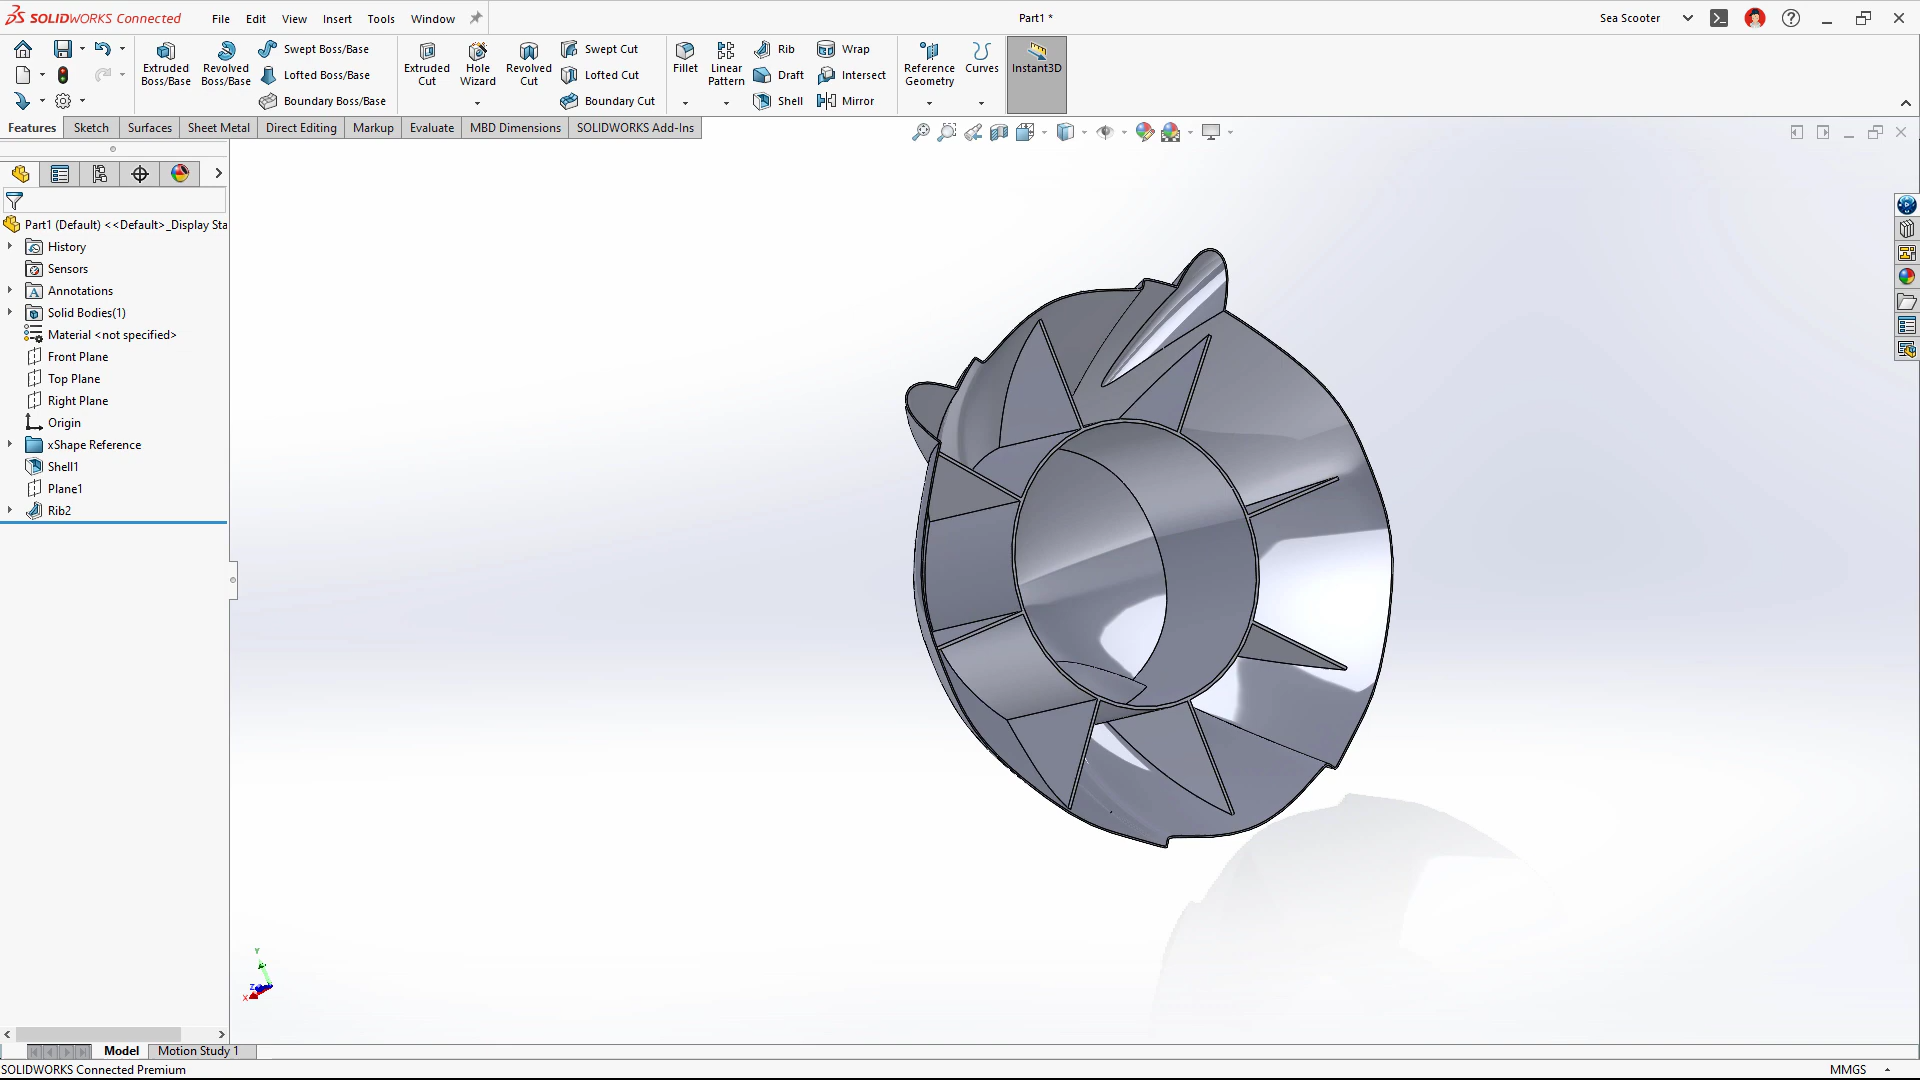 SOLIDWORKS Connected File Edit View Insert Tools Window Part1 * Sea Scooter
Extruded Boss/Base
Revolved Boss/Base
Swept Boss/Base
Lofted Boss/Base
Boundary Boss/Base
Extruded Cut
Hole Wizard
Revolved Cut
Swept Cut
Lofted Cut
Boundary Cut
Fillet
Linear Pattern
Rib
Draft
Shell
Wrap
Intersect
Mirror
Reference Geometry
Curves
Instant3D
Features Sketch Surfaces Sheet Metal Direct Editing Markup Evaluate MBD Dimensions SOLIDWORKS Add-Ins
Part1 (Default) <<Default>_Display Sta
History
Sensors
Annotations
Solid Bodies(1)
Material <not specified>
Front Plane
Top Plane
Right Plane
Origin
xShape Reference
Shell1
Plane1
Rib2
Y
Z
X
Model Motion Study 1
SOLIDWORKS Connected Premium MMGS